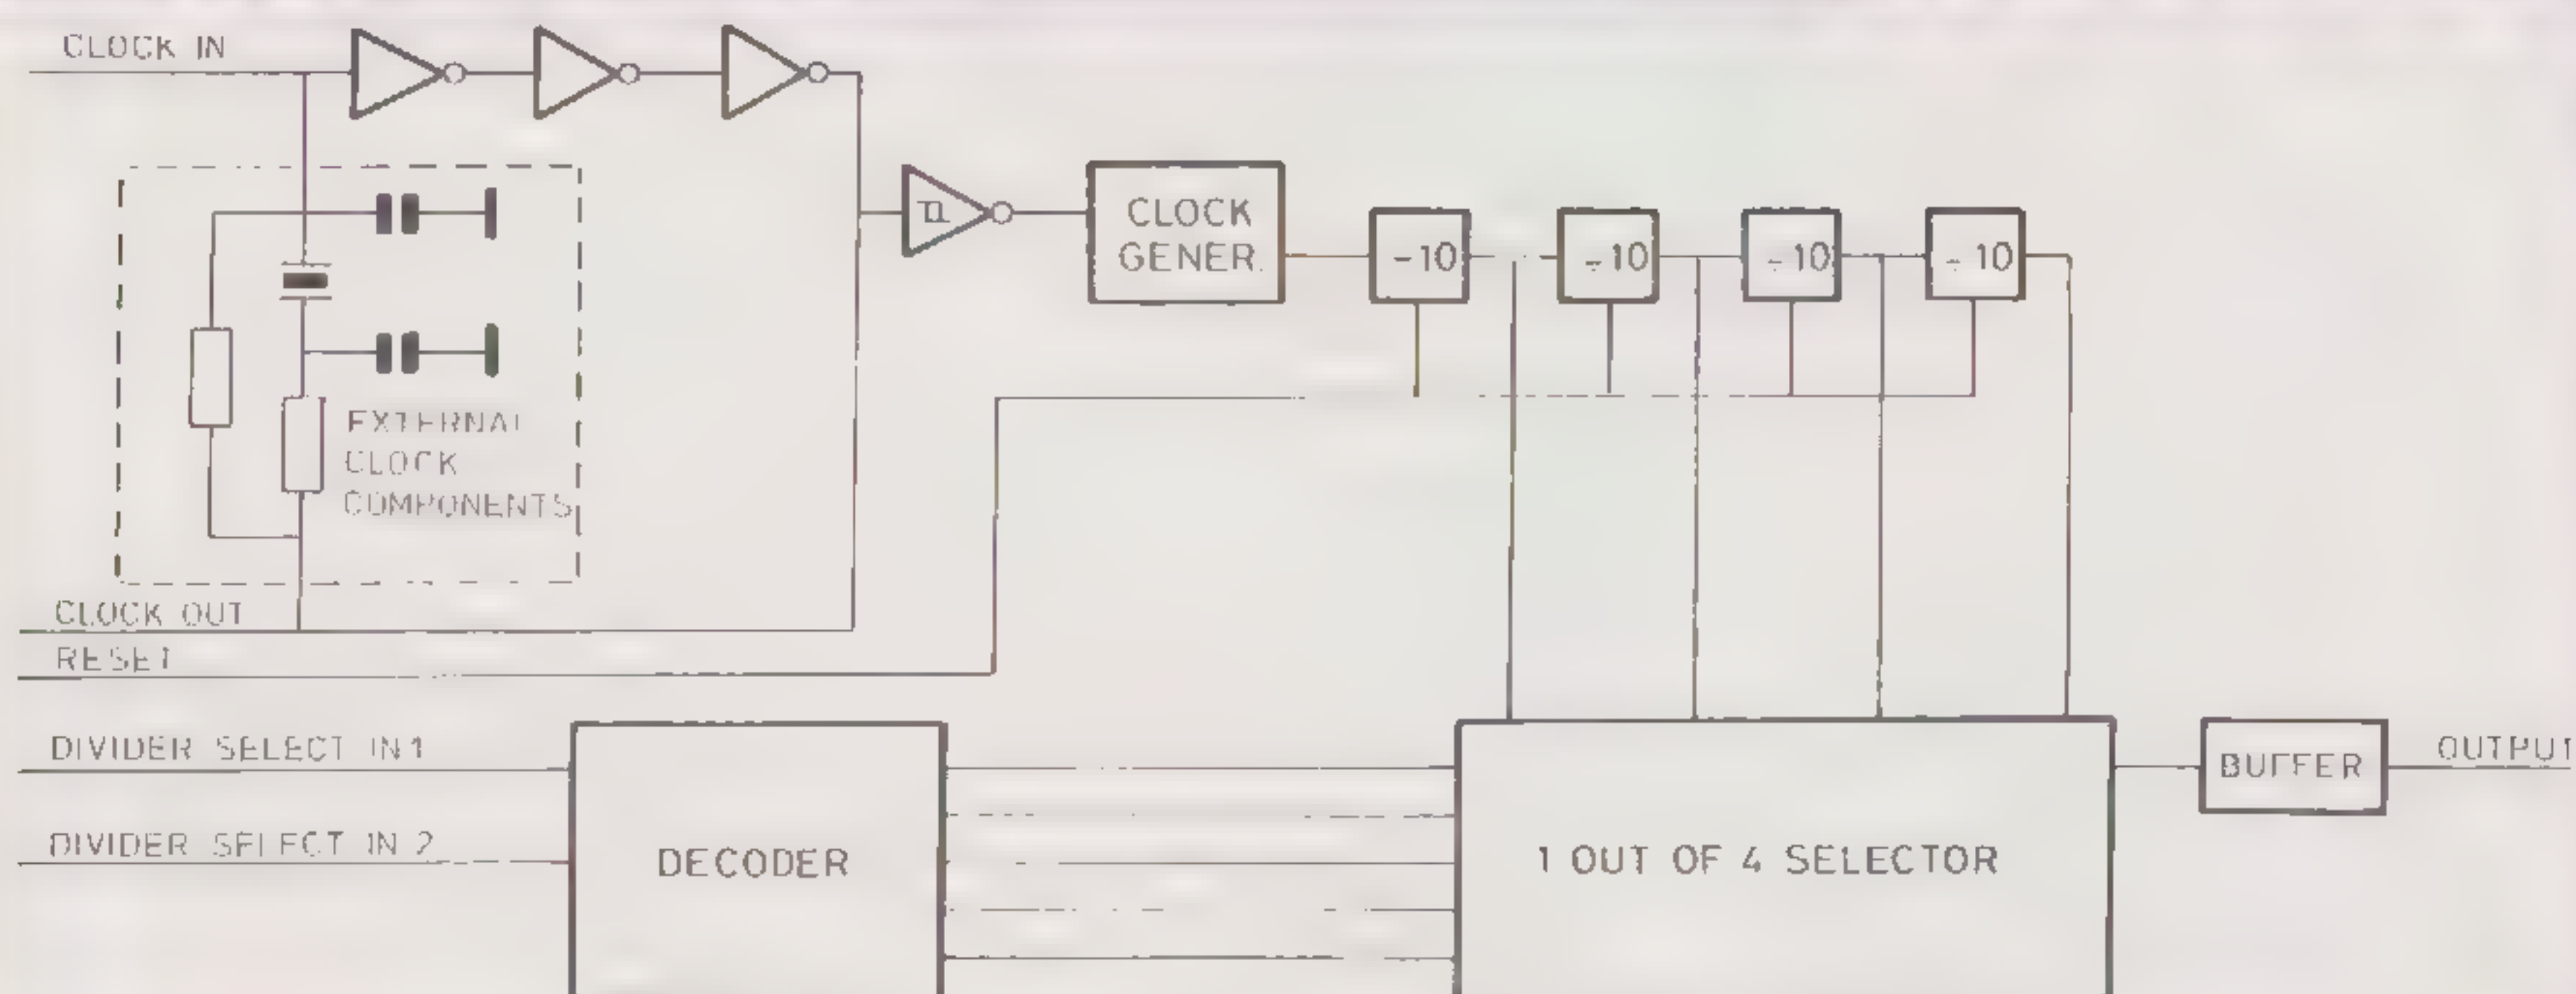 CLOCK IN
CLOCK
GENER.
-10
-10
-10
-10
EXTERNAL
CLOCK
COMPONENTS
CLOCK OUT
RESET
DIVIDER SELECT IN 1
DIVIDER SELECT IN 2
DECODER
1 OUT OF 4 SELECTOR
BUFFER
OUTPUT